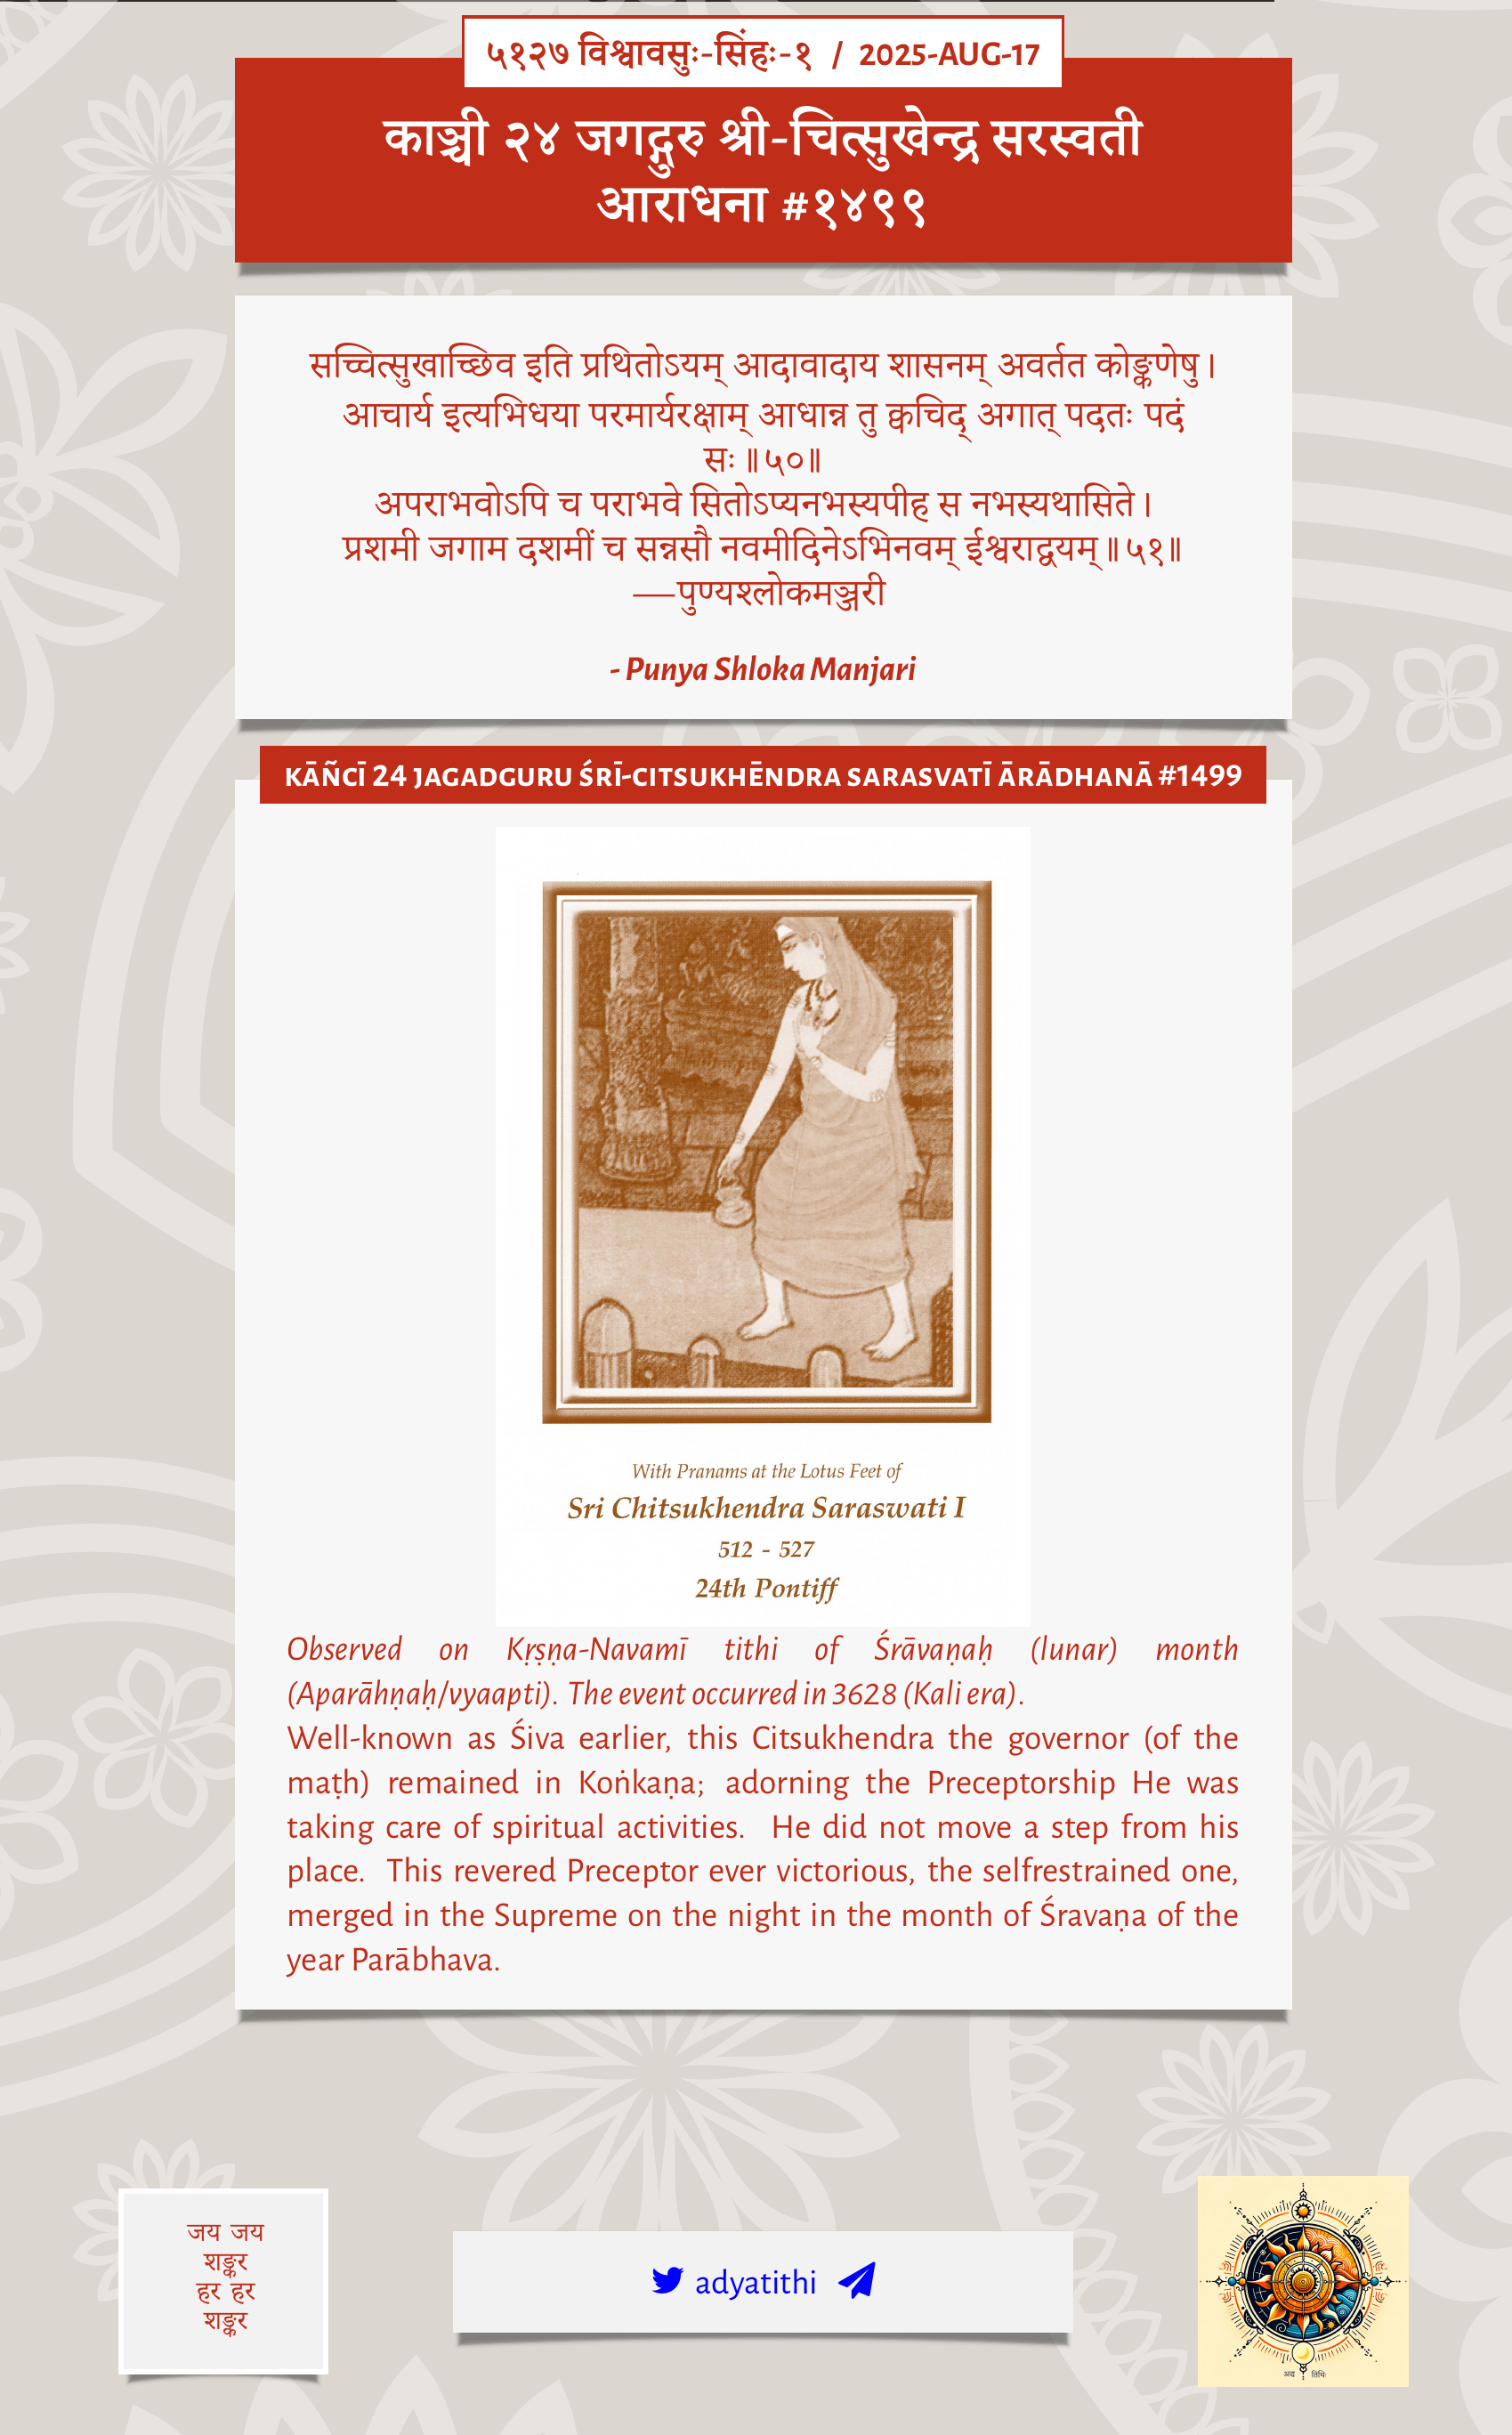 ५१२७ विश्वावसुः-सिंहः-१ / 2025-AUG-17
काञ्ची २४ जगद्गुरु श्री-चित्सुखेन्द्र सरस्वती
आराधना #१४९९
सच्चित्सुखाच्छिव इति प्रथितोऽयम् आदावादाय शासनम् अवर्तत कोङ्कणेषु।
आचार्य इत्यभिधया परमार्यरक्षाम् आधान्न तु क्वचिद् अगात् पदतः पदं
सः॥५०॥
अपराभवोऽपि च पराभवे सितोऽप्यनभस्यपीह स नभस्यथासिते।
प्रशमी जगाम दशमीं च सन्नसौ नवमीदिनेऽभिनवम् ईश्वराद्वयम्॥५१॥
—पुण्यश्लोकमञ्जरी
- Punya Shloka Manjari
KĀÑCĪ 24 JAGADGURU ŚRĪ-CITSUKHĒNDRA SARASVATĪ ĀRĀDHANĀ #1499
With Pranams at the Lotus Feet of
Sri Chitsukhendra Saraswati I
512 - 527
24th Pontiff
Observed on Kṛṣṇa-Navamī tithi of Śrāvaṇaḥ (lunar) month
(Aparāhṇaḥ/vyaapti). The event occurred in 3628 (Kali era).
Well-known as Śiva earlier, this Citsukhendra the governor (of the
maṭh) remained in Koṅkaṇa; adorning the Preceptorship He was
taking care of spiritual activities. He did not move a step from his
place. This revered Preceptor ever victorious, the selfrestrained one,
merged in the Supreme on the night in the month of Śravaṇa of the
year Parābhava.
जय जय
शङ्कर
हर हर
शङ्कर
adyatithi
अद्य तिथिः